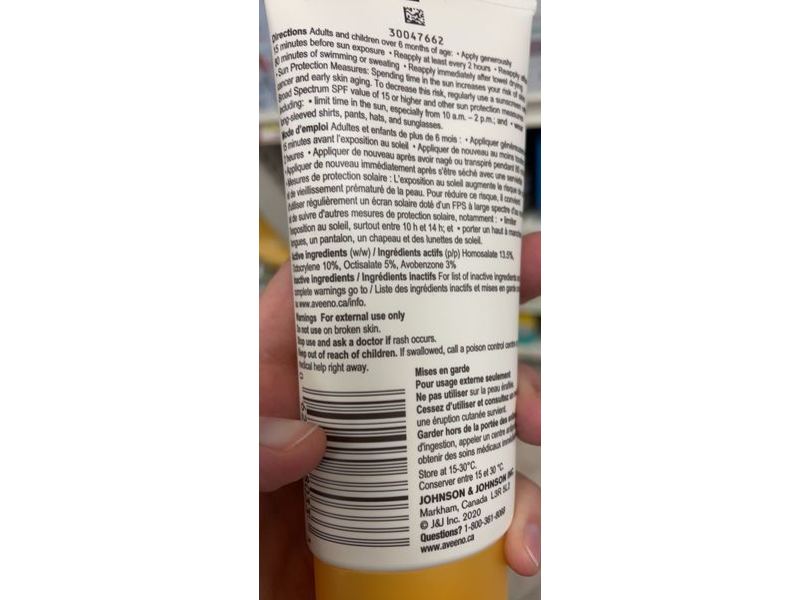 30047662
Directions Adults and children over 6 months of age: • Apply generously
15 minutes before sun exposure • Reapply at least every 2 hours • Reapply after
80 minutes of swimming or sweating • Reapply immediately after towel drying.
• Sun Protection Measures: Spending time in the sun increases your risk of skin
cancer and early skin aging. To decrease this risk, regularly use a sunscreen with
Broad Spectrum SPF value of 15 or higher and other sun protection measures
including: • limit time in the sun, especially from 10 a.m. – 2 p.m.; and • wear
long-sleeved shirts, pants, hats, and sunglasses.
Mode d'emploi Adultes et enfants de plus de 6 mois : • Appliquer
15 minutes avant l'exposition au soleil • Appliquer de nouveau au moins
2 heures • Appliquer de nouveau après avoir nagé ou transpiré pendant 80
Appliquer de nouveau immédiatement après s'être séché avec une serviette
Mesures de protection solaire : L'exposition au soleil augmente le risque de
et de vieillissement prématuré de la peau. Pour réduire ce risque, il convient
d'utiliser régulièrement un écran solaire doté d'un FPS à large spectre
et de suivre d'autres mesures de protection solaire, notamment : • limiter
l'exposition au soleil, surtout entre 10 h et 14 h; et • porter un haut à manches
longues, un pantalon, un chapeau et des lunettes de soleil.
Active ingredients (w/w) / Ingrédients actifs (p/p) Homosalate 13.5%,
Octocrylene 10%, Octisalate 5%, Avobenzone 3%
Inactive ingredients / Ingrédients inactifs For list of inactive ingredients
complete warnings go to / Liste des ingrédients inactifs et mises en garde
www.aveeno.ca/info.
Warnings For external use only
Do not use on broken skin.
Stop use and ask a doctor if rash occurs.
Keep out of reach of children. If swallowed, call a poison control centre
medical help right away.
Mises en garde
Pour usage externe seulement
Ne pas utiliser sur la peau éraflée.
Cessez d'utiliser et consultez un
une éruption cutanée survient.
Garder hors de la portée des
d'ingestion, appeler un centre
obtenir des soins médicaux
Store at 15-30°C.
Conserver entre 15 et 30 °C.
JOHNSON & JOHNSON INC.
Markham, Canada L3R 5L2
© J&J Inc. 2020
Questions? 1-800-361-8068
www.aveeno.ca